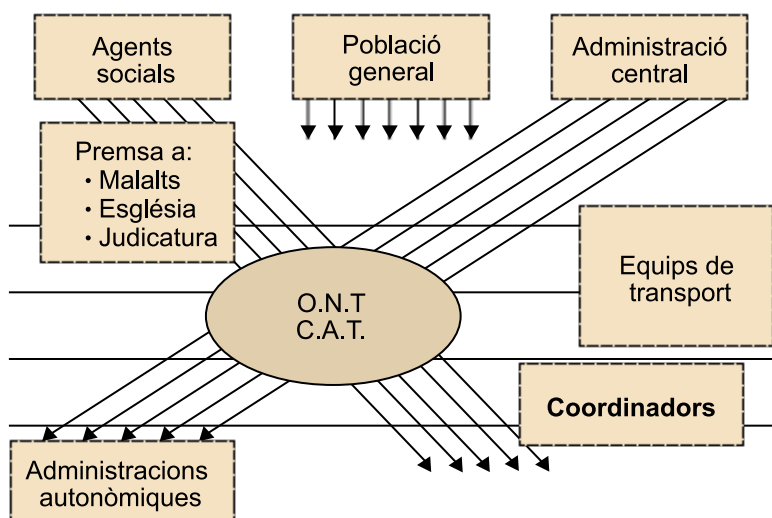 Agents
socials
Població
general
Administració
central
Premsa a:
• Malalts
• Església
• Judicatura
Equips de
transport
O.N.T
C.A.T.
Coordinadors
Administracions
autonòmiques